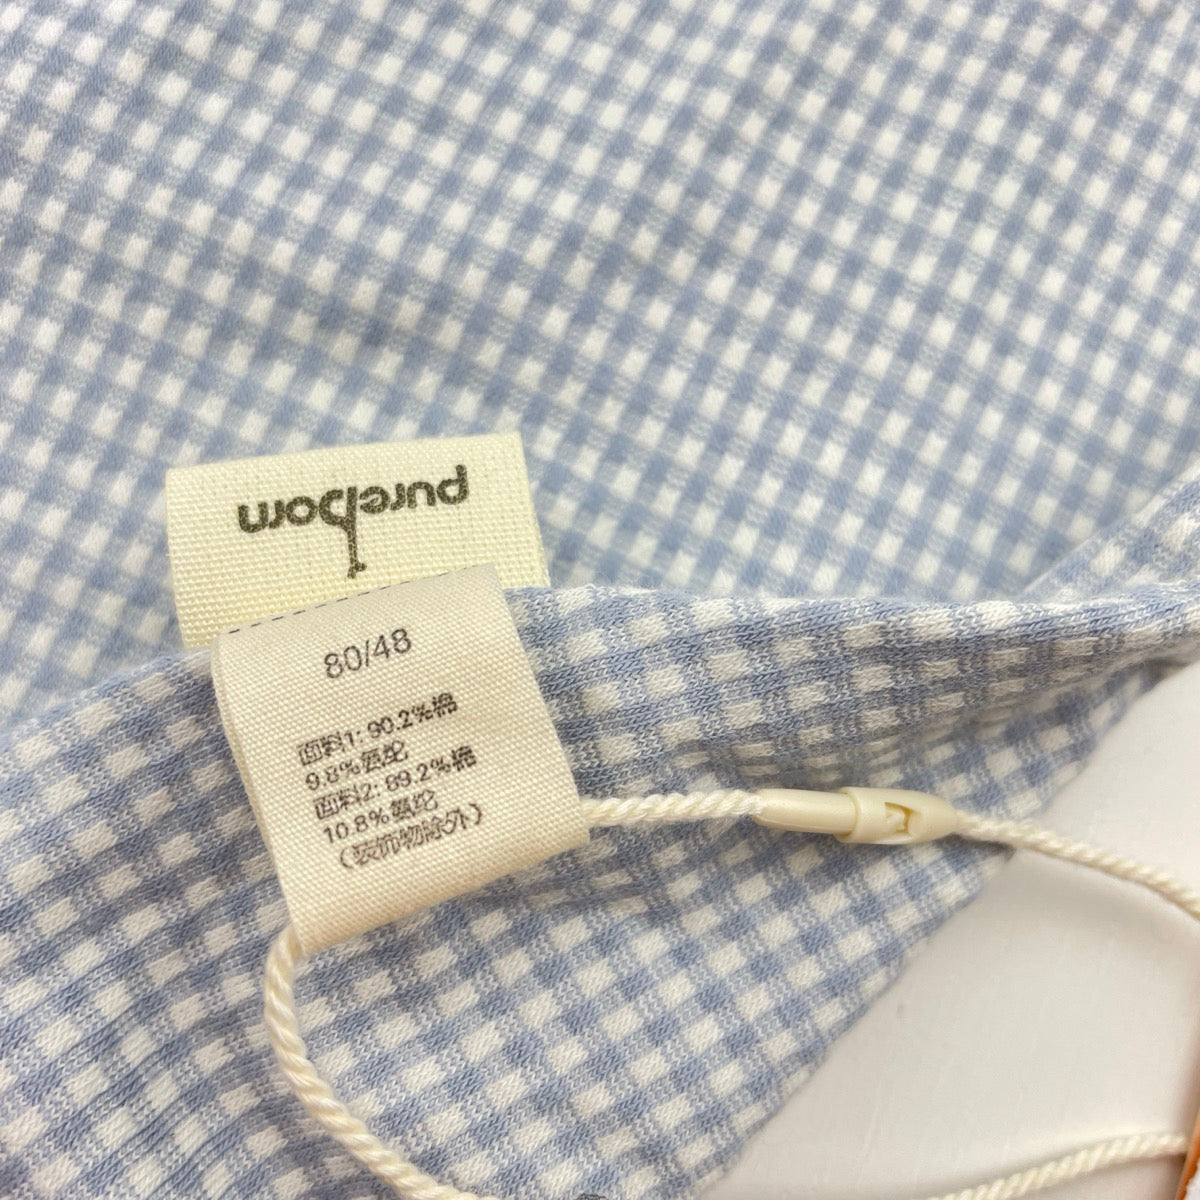 pureborn
80/48
面料1: 90.2%棉
9.8%氨纶
面料2: 89.2%棉
10.8%氨纶
(装饰物除外)